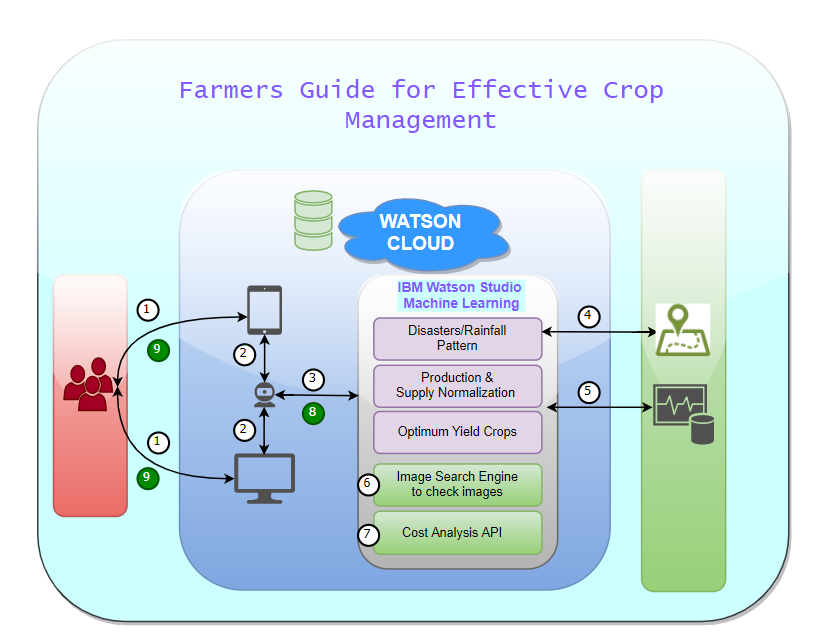 Farmers Guide for Effective Crop
Management
WATSON
CLOUD
IBM Watson Studio
Machine Learning
1
9
2
3
8
2
1
9
Disasters/Rainfall
Pattern
4
Production &
Supply Normalization
5
Optimum Yield Crops
6
Image Search Engine
to check images
7
Cost Analysis API